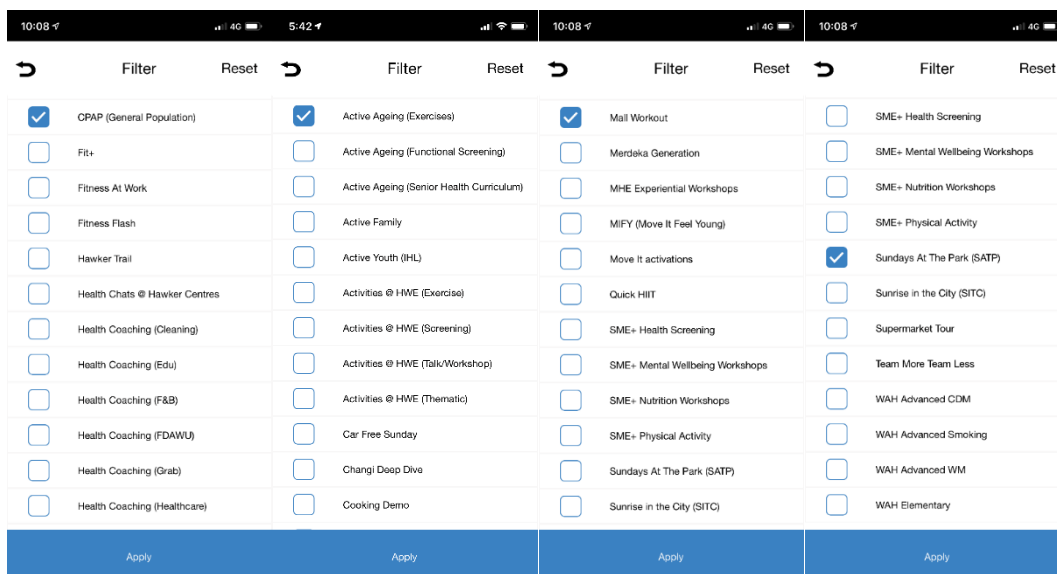 10:08
4G
Filter
Reset
CPAP (General Population)
Fit+
Fitness At Work
Fitness Flash
Hawker Trail
Health Chats @ Hawker Centres
Health Coaching (Cleaning)
Health Coaching (Edu)
Health Coaching (F&B)
Health Coaching (FDAWU)
Health Coaching (Grab)
Health Coaching (Healthcare)
Apply
5:42
Filter
Reset
Active Ageing (Exercises)
Active Ageing (Functional Screening)
Active Ageing (Senior Health Curriculum)
Active Family
Active Youth (IHL)
Activities @ HWE (Exercise)
Activities @ HWE (Screening)
Activities @ HWE (Talk/Workshop)
Activities @ HWE (Thematic)
Car Free Sunday
Changi Deep Dive
Cooking Demo
Apply
10:08
4G
Filter
Reset
Mall Workout
Merdeka Generation
MHE Experiential Workshops
MIFY (Move It Feel Young)
Move It activations
Quick HIIT
SME+ Health Screening
SME+ Mental Wellbeing Workshops
SME+ Nutrition Workshops
SME+ Physical Activity
Sundays At The Park (SATP)
Sunrise in the City (SITC)
Apply
10:08
4G
Filter
Reset
SME+ Health Screening
SME+ Mental Wellbeing Workshops
SME+ Nutrition Workshops
SME+ Physical Activity
Sundays At The Park (SATP)
Sunrise in the City (SITC)
Supermarket Tour
Team More Team Less
WAH Advanced CDM
WAH Advanced Smoking
WAH Advanced WM
WAH Elementary
Apply